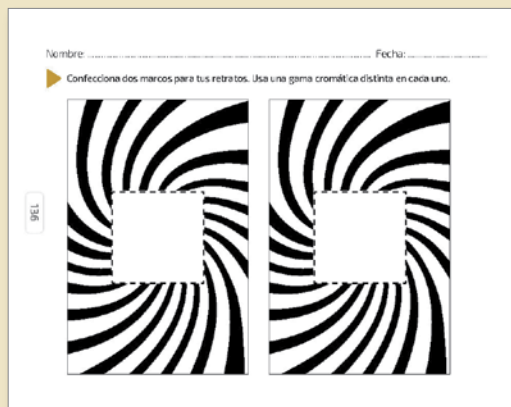 Nombre: Fecha:
Confecciona dos marcos para tus retratos. Usa una gama cromática distinta en cada uno.
136